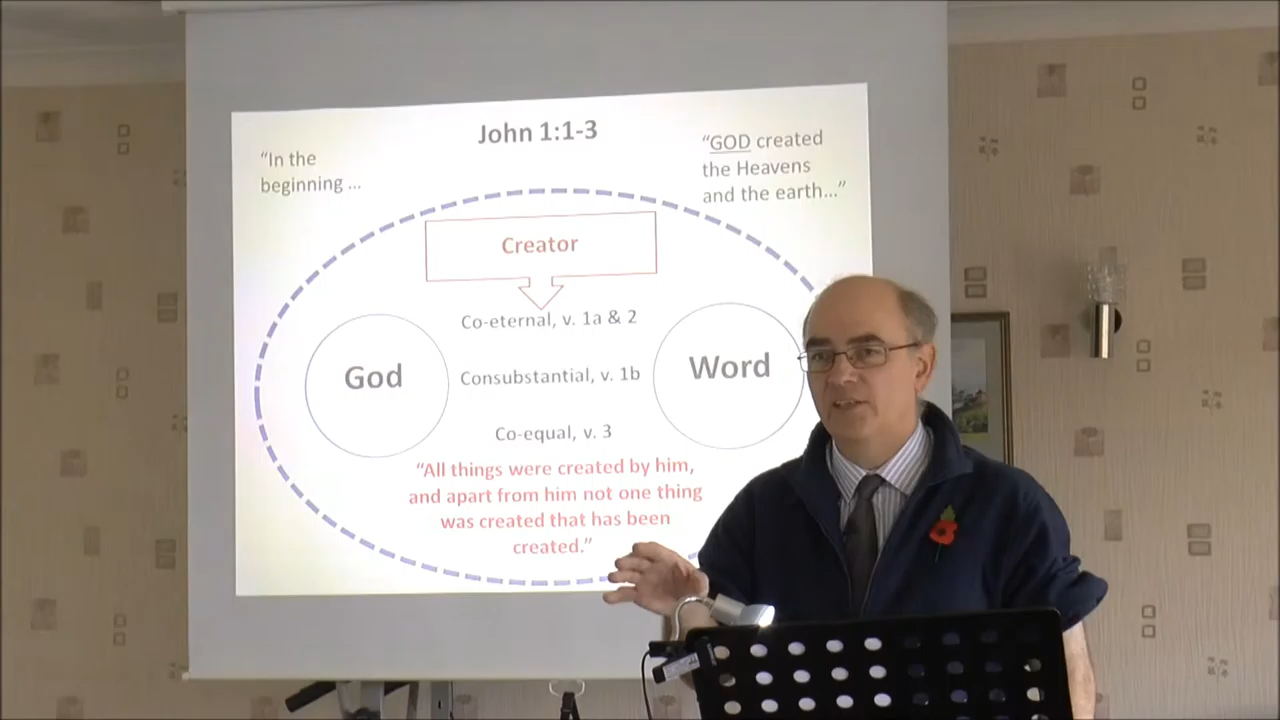 John 1:1-3
“In the
beginning ...
“GOD created
the Heavens
and the earth...”
Creator
Co-eternal, v. 1a & 2
God
Consubstantial, v. 1b
Word
Co-equal, v. 3
“All things were created by him,
and apart from him not one thing
was created that has been
created.”